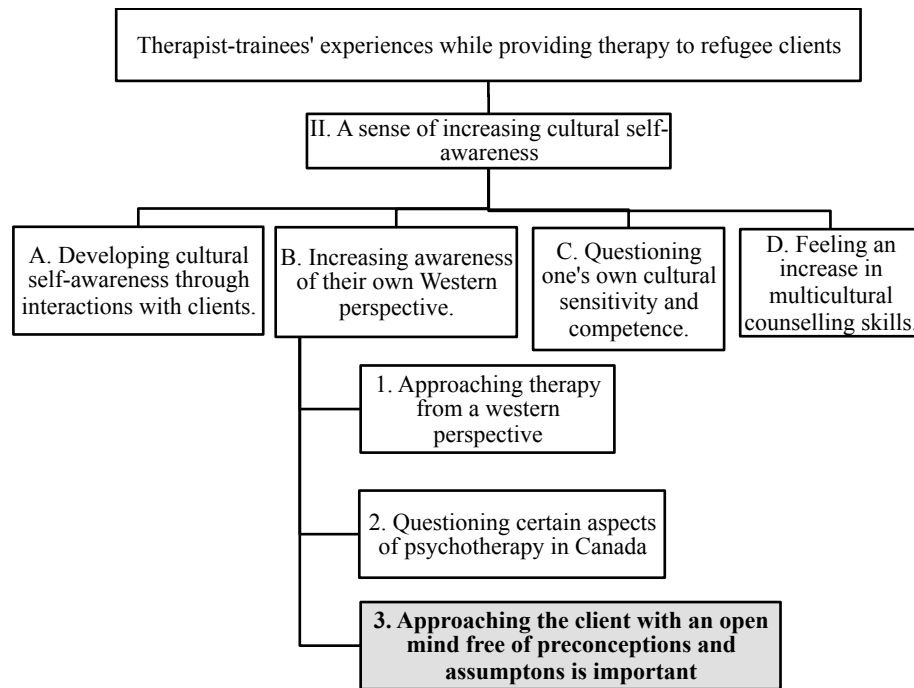 Therapist-trainees' experiences while providing therapy to refugee clients
II. A sense of increasing cultural self-
awareness
A. Developing cultural
self-awareness through
interactions with clients.
B. Increasing awareness
of their own Western
perspective.
C. Questioning
one's own cultural
sensitivity and
competence.
D. Feeling an
increase in
multicultural
counselling skills.
1. Approaching therapy
from a western
perspective
2. Questioning certain aspects
of psychotherapy in Canada
3. Approaching the client with an open
mind free of preconceptions and
assumptons is important